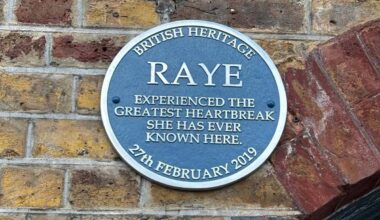 BRITISH HERITAGE
RAYE
EXPERIENCED THE
GREATEST HEARTBREAK
SHE HAS EVER
KNOWN HERE.
27th FEBRUARY 2019